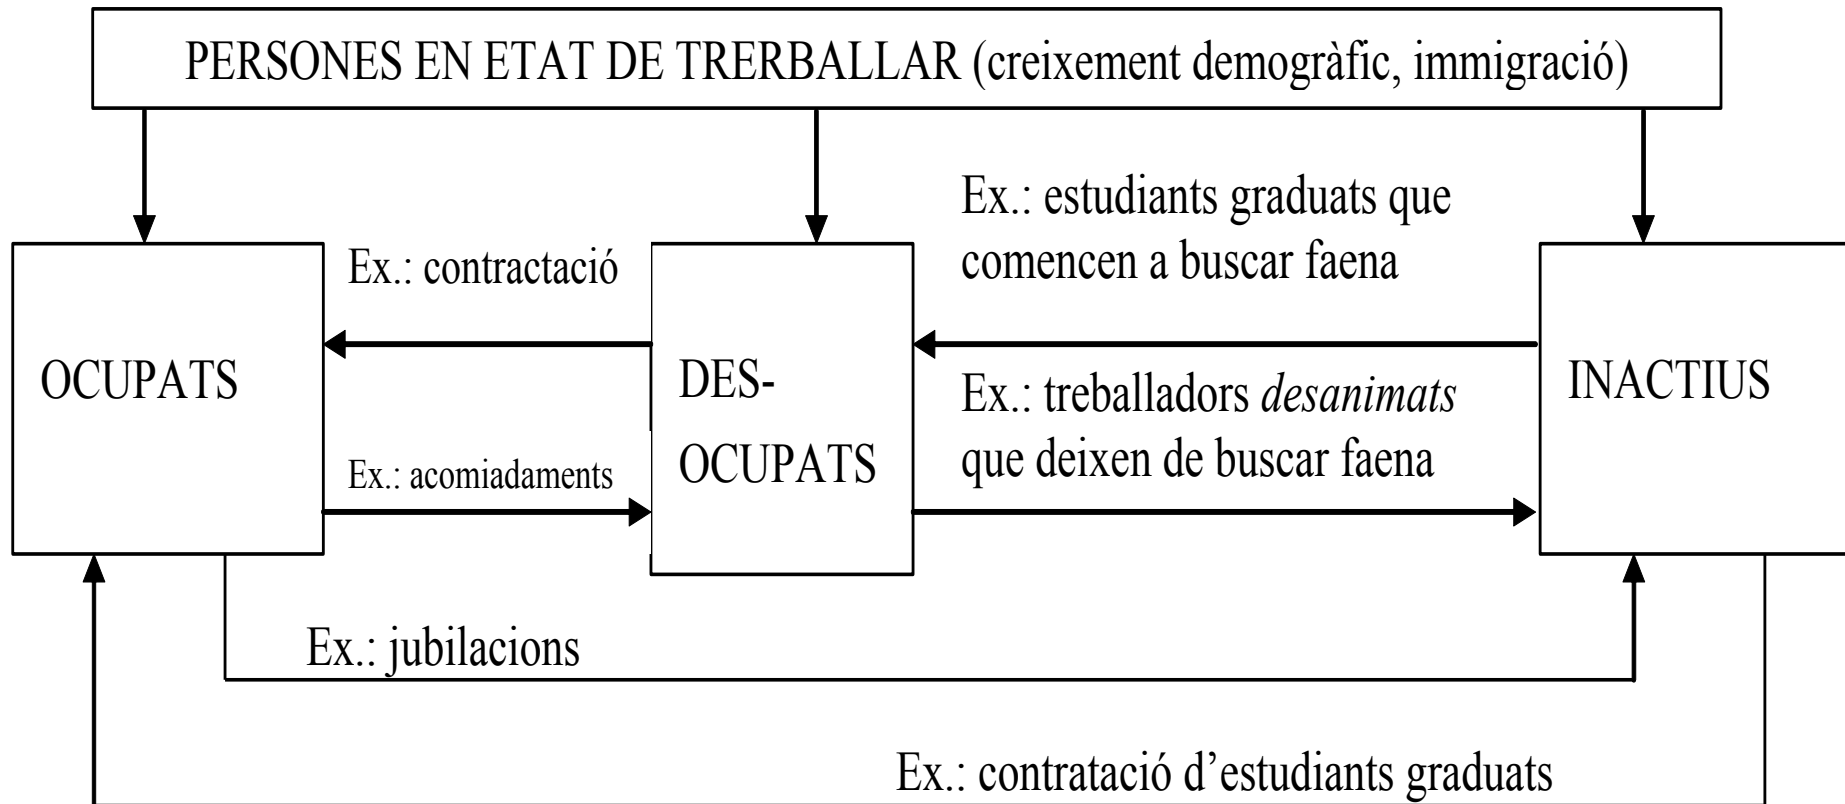 PERSONES EN ETAT DE TRERBALLAR (creixement demogràfic, immigració)
Ex.: estudiants graduats que
comencen a buscar faena
Ex.: contractació
OCUPATS
DES-
OCUPATS
INACTIUS
Ex.: treballadors desanimats
que deixen de buscar faena
Ex.: acomiadaments
Ex.: jubilacions
Ex.: contratació d’estudiants graduats